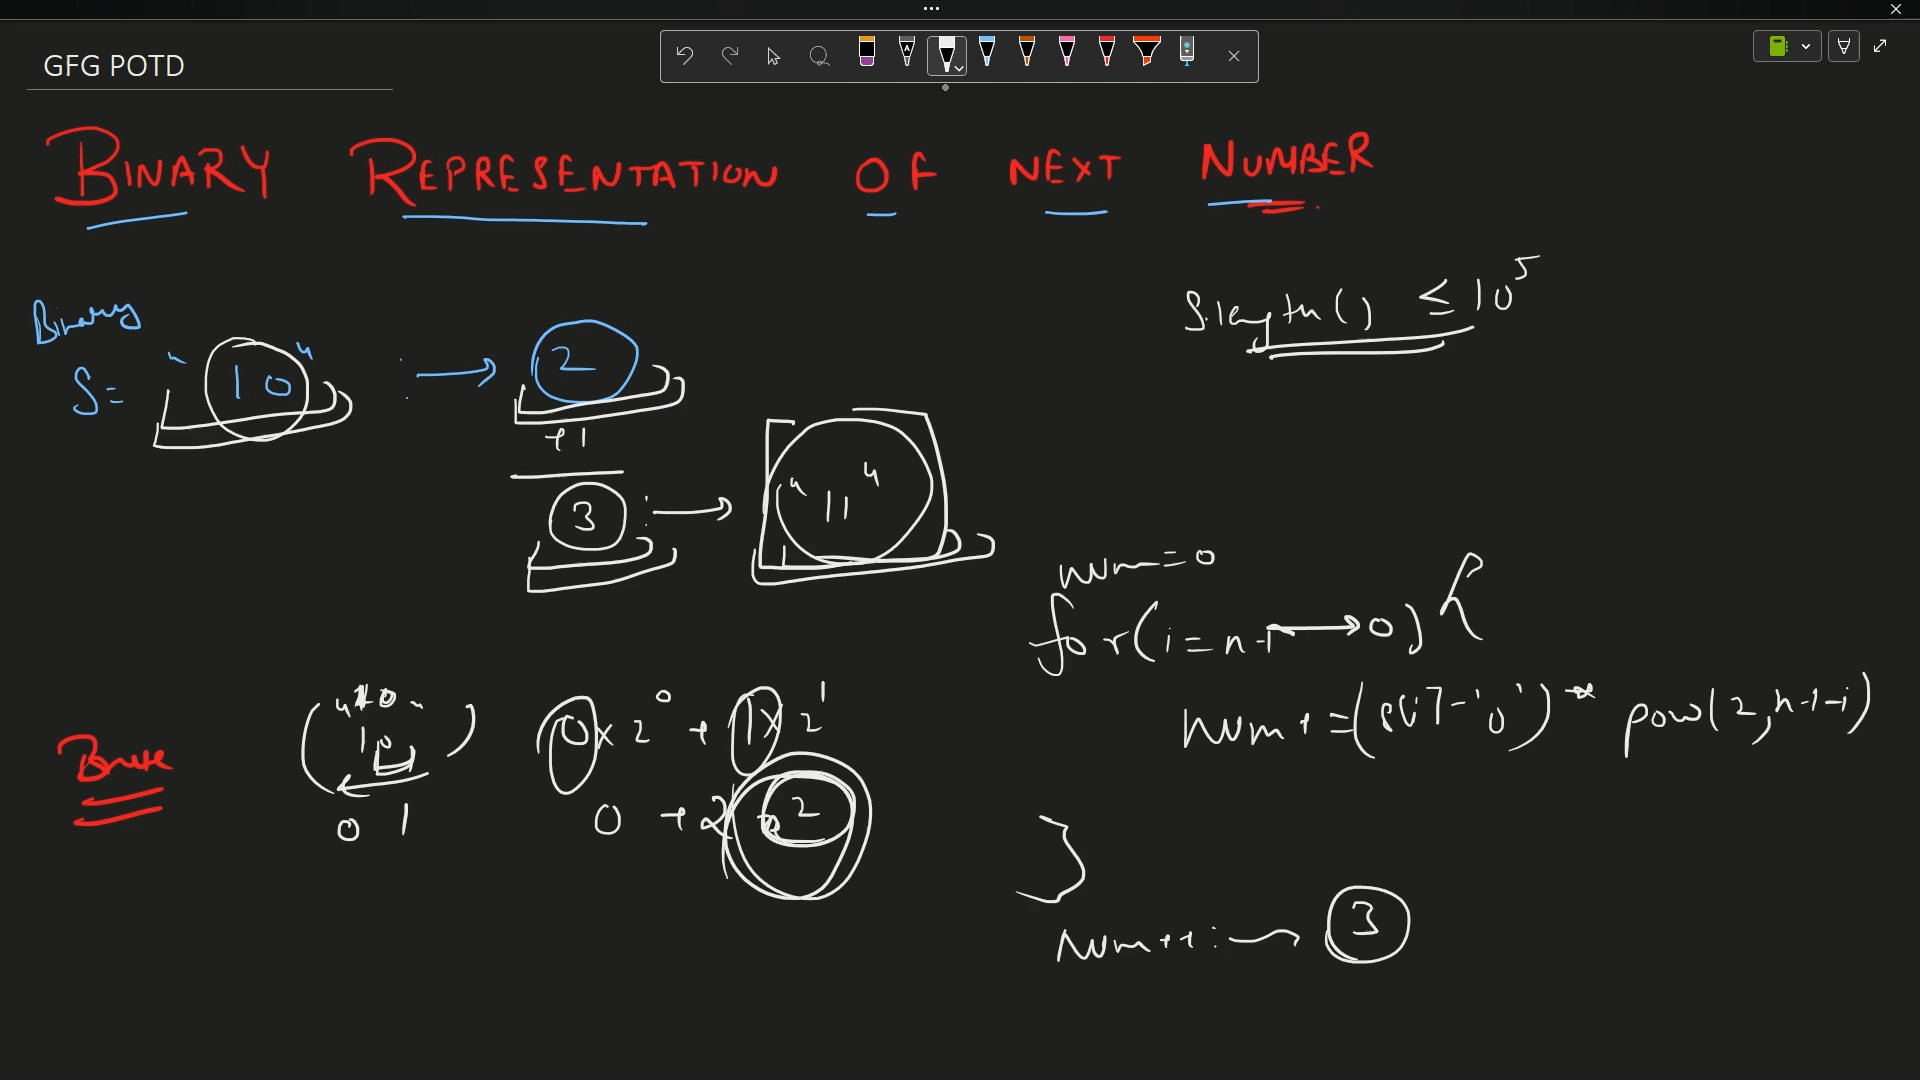 GFG POTD
BINARY REPRESENTATION OF NEXT NUMBER
S.length() ≤ 10^5
Binary
S = "10" : → 2
+1
3 : → "11"
num=0
for(i=n-1 → 0) {
num+=(s[i]-'0') * pow(2,n-1-i)
}
num++ : → 3
Brute
"10"
10
0 1
0x2^0 + 1x2^1
0 + 2
2